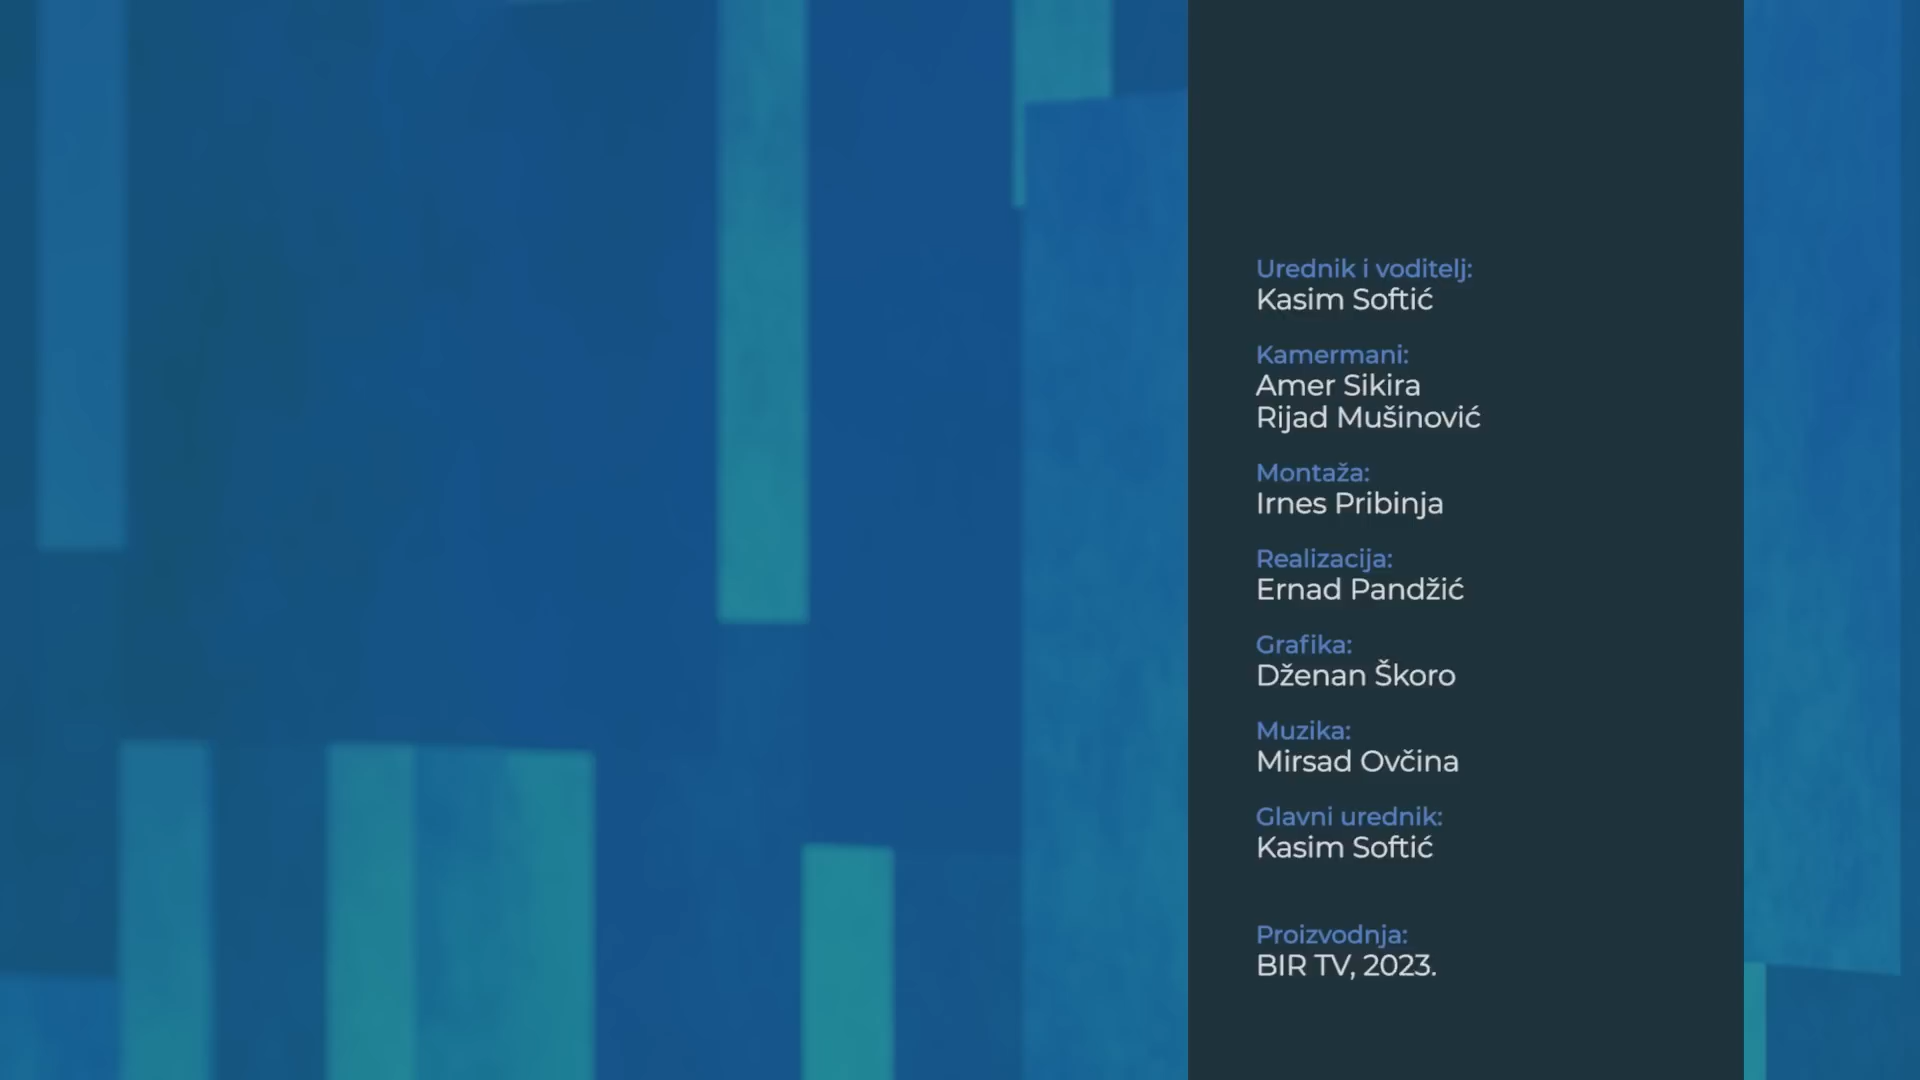 Urednik i voditelj:
Kasim Softić
Kamermani:
Amer Sikira
Rijad Mušinović
Montaža:
Irnes Pribinja
Realizacija:
Ernad Pandžić
Grafika:
Dženan Škoro
Muzika:
Mirsad Ovčina
Glavni urednik:
Kasim Softić
Proizvodnja:
BIR TV, 2023.